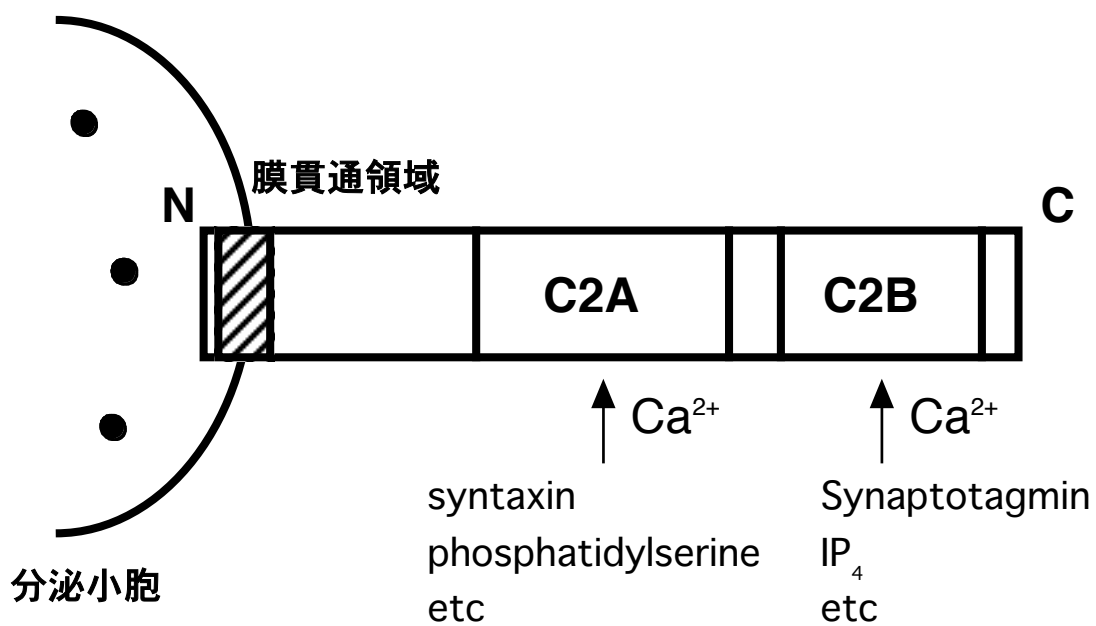 膜貫通領域
N
C
C2A
C2B
Ca²⁺
Ca²⁺
syntaxin
phosphatidylserine
etc
Synaptotagmin
IP₄
etc
分泌小胞